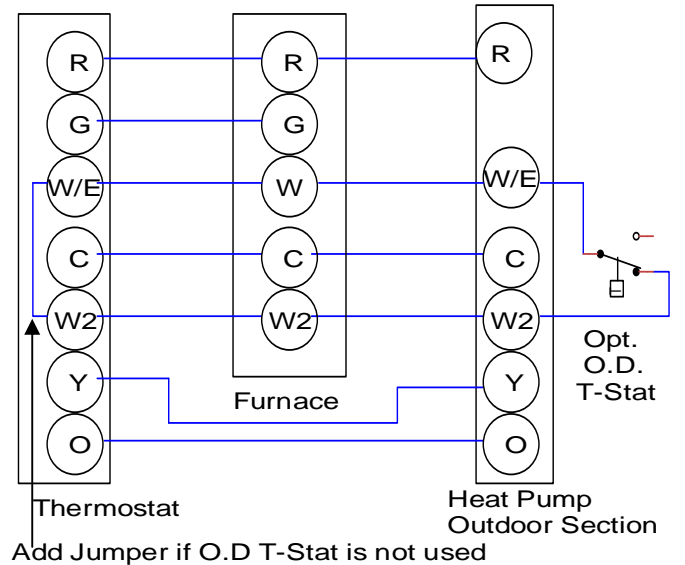 R R R
G G
W/E W W/E
C C C
W2 W2 W2
Opt.
O.D.
T-Stat
Y Y
Furnace
O O
Thermostat
Heat Pump
Outdoor Section
Add Jumper if O.D T-Stat is not used